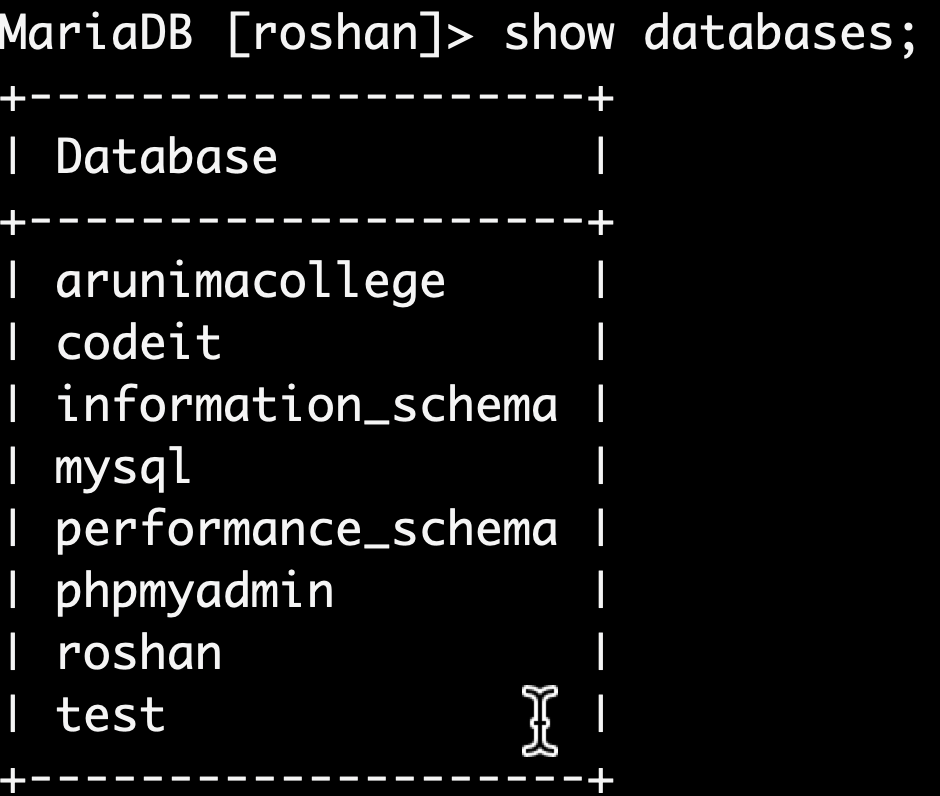 MariaDB [roshan]> show databases;
+--------------------+
| Database           |
+--------------------+
| arunimacollege     |
| codeit             |
| information_schema |
| mysql              |
| performance_schema |
| phpmyadmin         |
| roshan             |
| test               |
+--------------------+